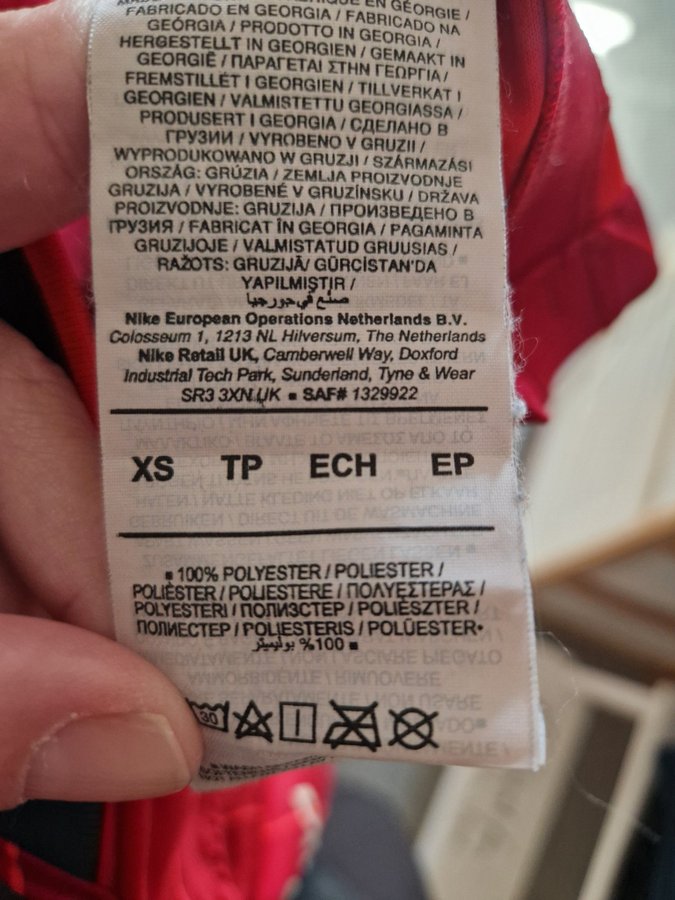 FABRICADO EN GEORGIA / FABRICADO NA
GEÓRGIA / PRODOTTO IN GEORGIA /
HERGESTELLT IN GEORGIEN / GEMAAKT IN
GEORGIË / ΠΑΡΑΓΕΤΑΙ ΣΤΗΝ ΓΕΩΡΓΙΑ /
FREMSTILLÉT I GEORGIEN / TILLVERKAT I
GEORGIEN / VALMISTETTU GEORGIASSA /
PRODUSERT I GEORGIA / СДЕЛАНО В
ГРУЗИИ / VYROBENO V GRUZII /
WYPRODUKOWANO W GRUZJI / SZÁRMAZÁSI
ORSZÁG: GRÚZIA / ZEMLJA PROIZVODNJE
GRUZIJA / VYROBENÉ V GRUZÍNSKU / DRŽAVA
PROIZVODNJE: GRUZIJA / ПРОИЗВЕДЕНО В
ГРУЗИЯ / FABRICAT ÎN GEORGIA / PAGAMINTA
GRUZIJOJE / VALMISTATUD GRUUSIAS /
RAŽOTS: GRUZIJĀ / GÜRCİSTAN'DA
YAPILMIŞTIR /
صنع في جورجيا
Nike European Operations Netherlands B.V.
Colosseum 1, 1213 NL Hilversum, The Netherlands
Nike Retail UK, Camberwell Way, Doxford
Industrial Tech Park, Sunderland, Tyne & Wear
SR3 3XN UK ▪ SAF# 1329922
XS TP ECH EP
▪ 100% POLYESTER / POLIESTER /
POLIÉSTER / POLIESTERE / ΠΟΛΥΕΣΤΕΡΑΣ /
POLYESTERI / ПОЛИЭСТЕР / POLIÉSZTER /
ПОЛИЕСТЕР / POLIESTERIS / POLÜESTER▪
▪ 100% بوليستر
30